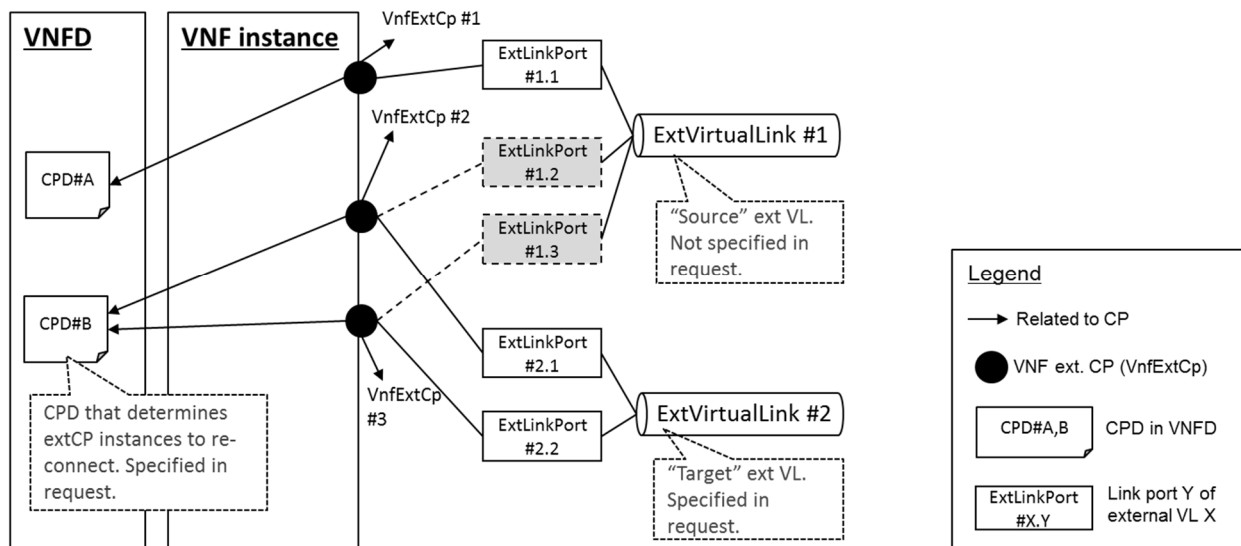 VNFD
VNF instance
VnfExtCp #1
ExtLinkPort
#1.1
VnfExtCp #2
ExtVirtualLink #1
ExtLinkPort
#1.2
CPD#A
"Source" ext VL.
Not specified in
request.
ExtLinkPort
#1.3
CPD#B
ExtLinkPort
#2.1
VnfExtCp
#3
CPD that determines
extCP instances to re-
connect. Specified in
request.
ExtVirtualLink #2
ExtLinkPort
#2.2
"Target" ext VL.
Specified in
request.
Legend
Related to CP
VNF ext. CP (VnfExtCp)
CPD#A,B
CPD in VNFD
ExtLinkPort
#X.Y
Link port Y of
external VL X